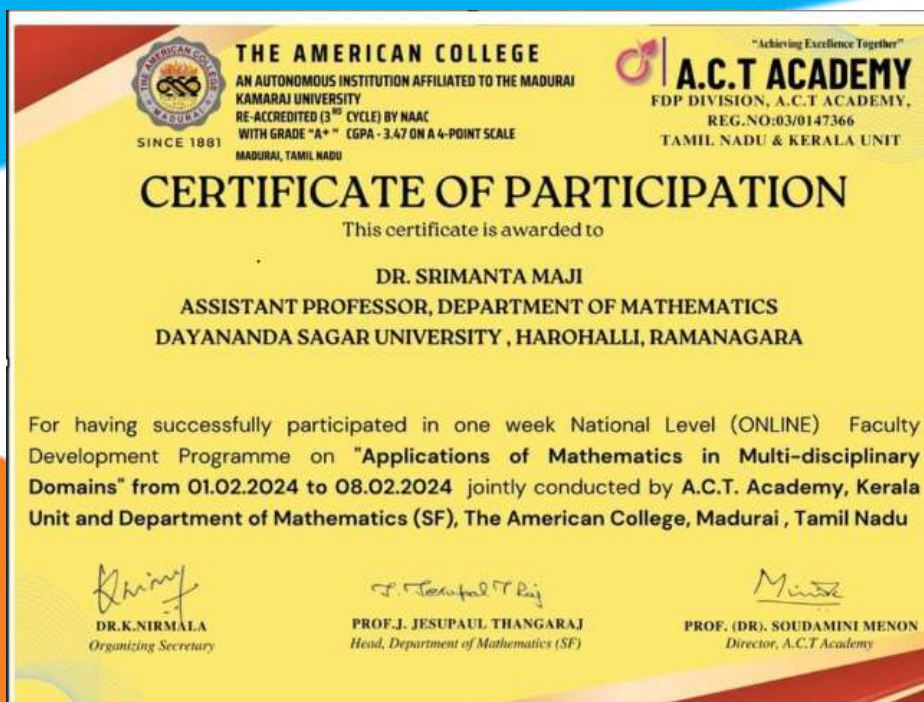 THE AMERICAN COLLEGE
MADURAI
SINCE 1881
THE AMERICAN COLLEGE
AN AUTONOMOUS INSTITUTION AFFILIATED TO THE MADURAI
KAMARAJ UNIVERSITY
RE-ACCREDITED (3RD CYCLE) BY NAAC
WITH GRADE "A+" CGPA - 3.47 ON A 4-POINT SCALE
MADURAI, TAMIL NADU
"Achieving Excellence Together"
A.C.T ACADEMY
FDP DIVISION, A.C.T ACADEMY,
REG.NO:03/0147366
TAMIL NADU & KERALA UNIT
CERTIFICATE OF PARTICIPATION
This certificate is awarded to
DR. SRIMANTA MAJI
ASSISTANT PROFESSOR, DEPARTMENT OF MATHEMATICS
DAYANANDA SAGAR UNIVERSITY , HAROHALLI, RAMANAGARA
For having successfully participated in one week National Level (ONLINE) Faculty
Development Programme on "Applications of Mathematics in Multi-disciplinary
Domains" from 01.02.2024 to 08.02.2024 jointly conducted by A.C.T. Academy, Kerala
Unit and Department of Mathematics (SF), The American College, Madurai , Tamil Nadu
DR.K.NIRMALA
Organizing Secretary
PROF.J. JESUPAUL THANGARAJ
Head, Department of Mathematics (SF)
PROF. (DR). SOUDAMINI MENON
Director, A.C.T Academy